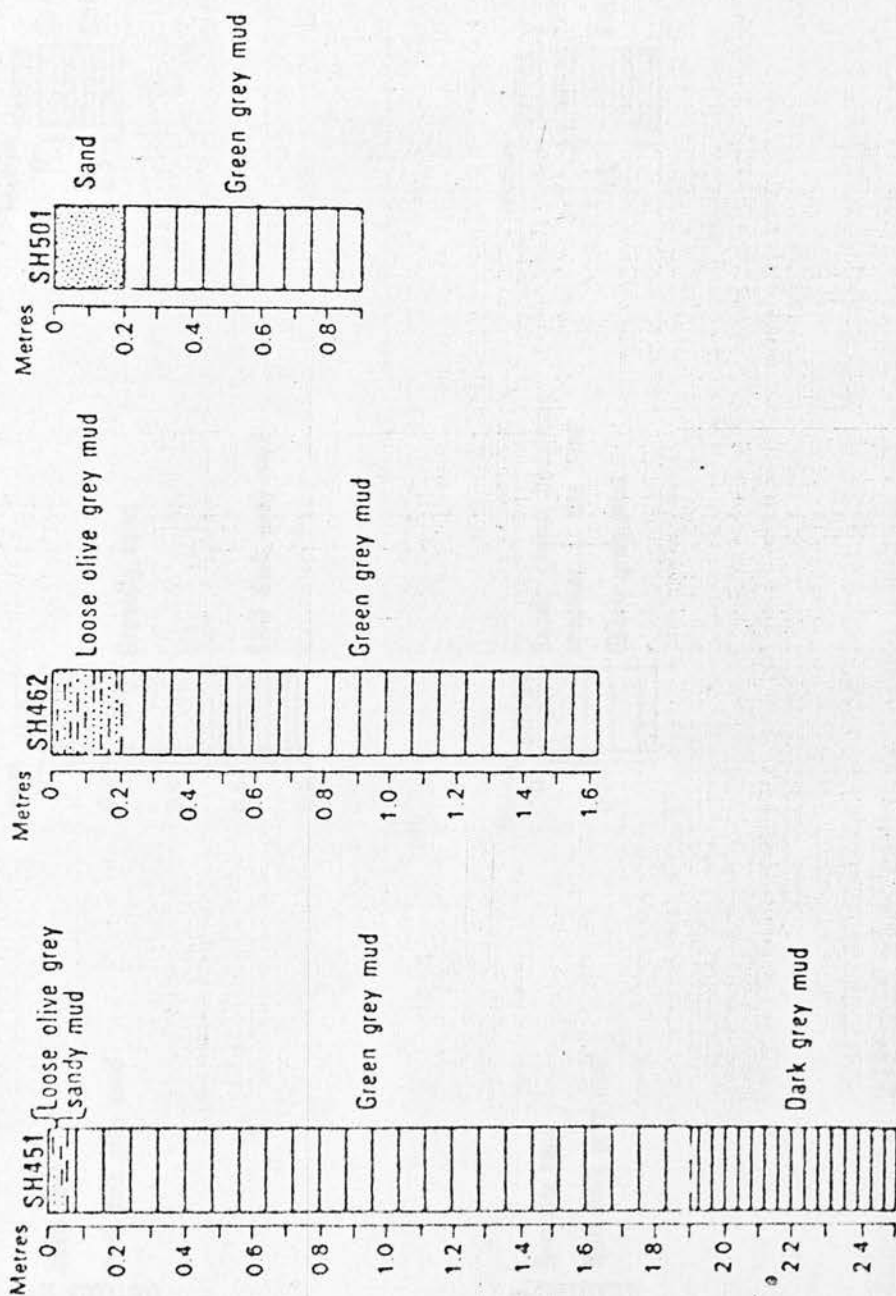 Metres
SH451
Loose olive grey
sandy mud
0
0.2
0.4
0.6
0.8
1.0
1.2
1.4
1.6
1.8
2.0
2 2
2 4
Green grey mud
Dark grey mud
Metres
SH462
Loose olive grey mud
0
0.2
0.4
0.6
0.8
1.0
1.2
1.4
1.6
Green grey mud
Metres
SH501
Sand
0
0.2
0.4
0.6
0.8
Green grey mud